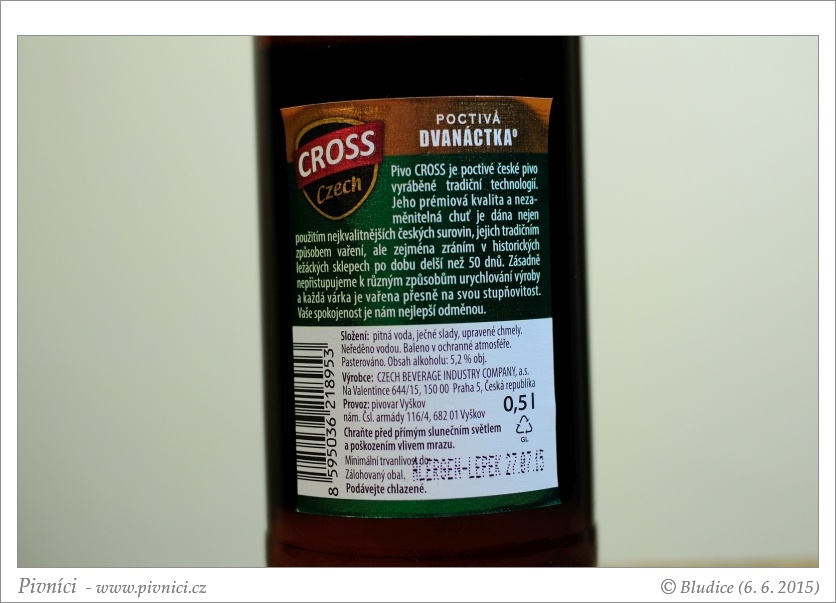 POCTIVÁ
DVANÁCTKA°
CROSS
Czech
Pivo CROSS je poctivé české pivo
vyráběné tradiční technologií.
Jeho prémiová kvalita a neza-
měnitelná chuť je dána nejen
použitím nejkvalitnějších českých surovin, jejich tradičním
způsobem vaření, ale zejména zráním v historických
ležáckých sklepech po dobu delší než 50 dnů. Zásadně
nepřistupujeme k různým způsobům urychlování výroby
a každá várka je vařena přesně na svou stupňovitost.
Vaše spokojenost je nám nejlepší odměnou.
Složení: pitná voda, ječné slady, upravené chmely.
Neředěno vodou. Baleno v ochranné atmosféře.
Pasterováno. Obsah alkoholu: 5,2 % obj.
Výrobce: CZECH BEVERAGE INDUSTRY COMPANY, a.s.
Na Valentince 644/15, 150 00 Praha 5, Česká republika
Provoz: pivovar Vyškov
nám. Čsl. armády 116/4, 682 01 Vyškov
0,5 l
GL
Chraňte před přímým slunečním světlem
a poškozením vlivem mrazu.
Minimální trvanlivost do:
Zálohovaný obal.
ALERGEN-LEPEK 27.07.15
Podávejte chlazené.
8 595036 218953
Pivníci - www.pivnici.cz
© Bludice (6. 6. 2015)